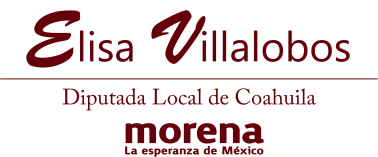 Elisa Villalobos
Diputada Local de Coahuila
morena
La esperanza de México